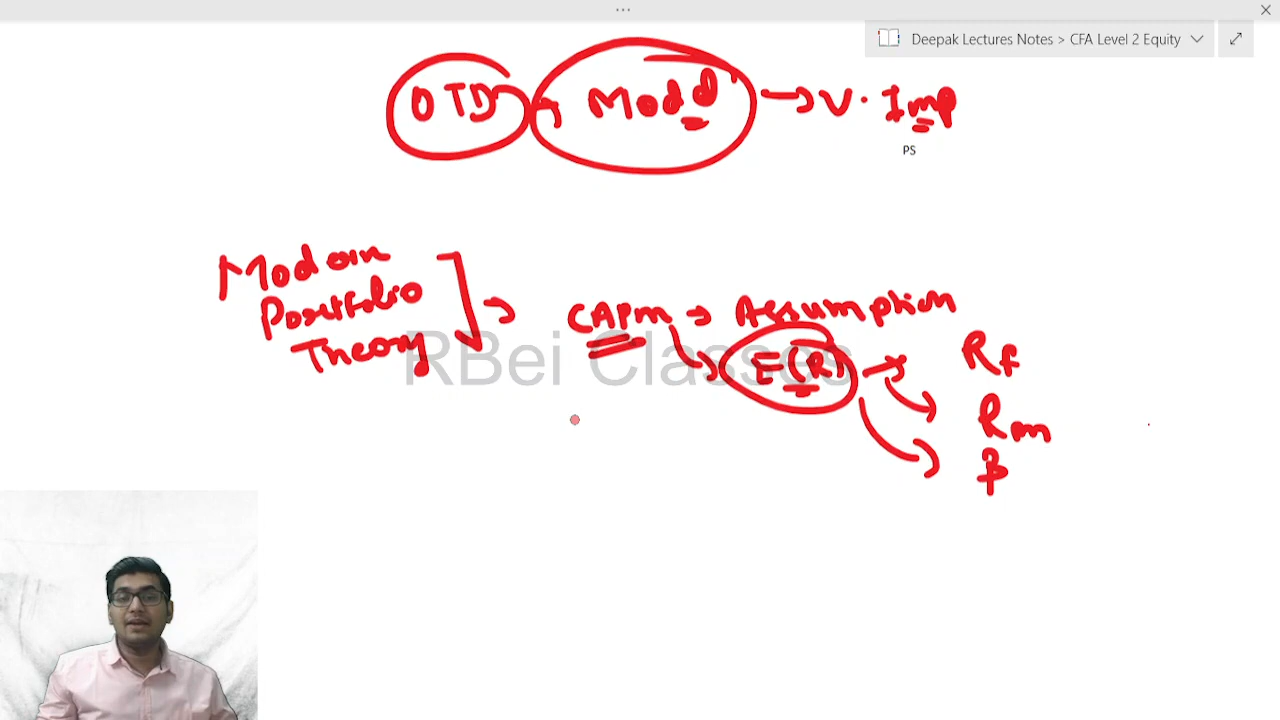 Deepak Lectures Notes > CFA Level 2 Equity
OTD Model → V. Imp
PS
Modern
Portfolio
Theory
CAPM → Assumption
E(R)
Rf
Rm
β
RBei Classes